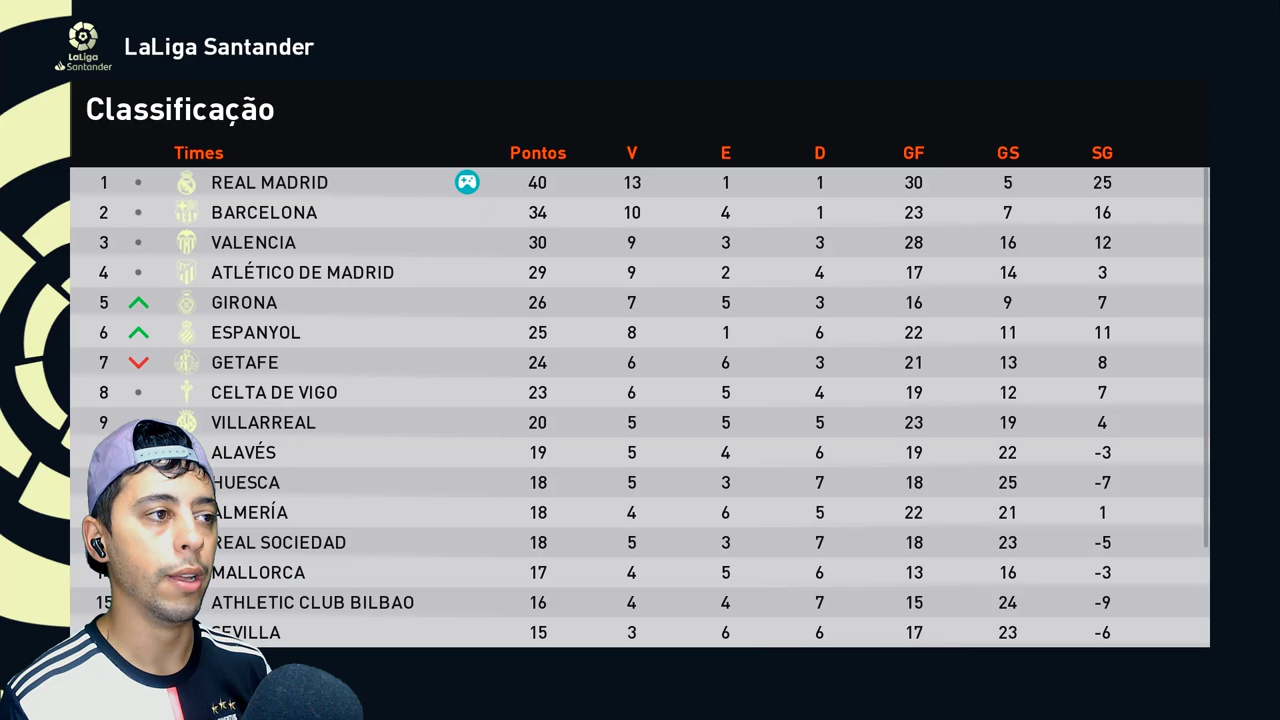 LaLiga Santander
LaLiga
Santander
Classificação
Times Pontos V E D GF GS SG
1 REAL MADRID 40 13 1 1 30 5 25
2 BARCELONA 34 10 4 1 23 7 16
3 VALENCIA 30 9 3 3 28 16 12
4 ATLÉTICO DE MADRID 29 9 2 4 17 14 3
5 GIRONA 26 7 5 3 16 9 7
6 ESPANYOL 25 8 1 6 22 11 11
7 GETAFE 24 6 6 3 21 13 8
8 CELTA DE VIGO 23 6 5 4 19 12 7
9 VILLARREAL 20 5 5 5 23 19 4
ALAVÉS 19 5 4 6 19 22 -3
HUESCA 18 5 3 7 18 25 -7
ALMERÍA 18 4 6 5 22 21 1
REAL SOCIEDAD 18 5 3 7 18 23 -5
MALLORCA 17 4 5 6 13 16 -3
15 ATHLETIC CLUB BILBAO 16 4 4 7 15 24 -9
SEVILLA 15 3 6 6 17 23 -6